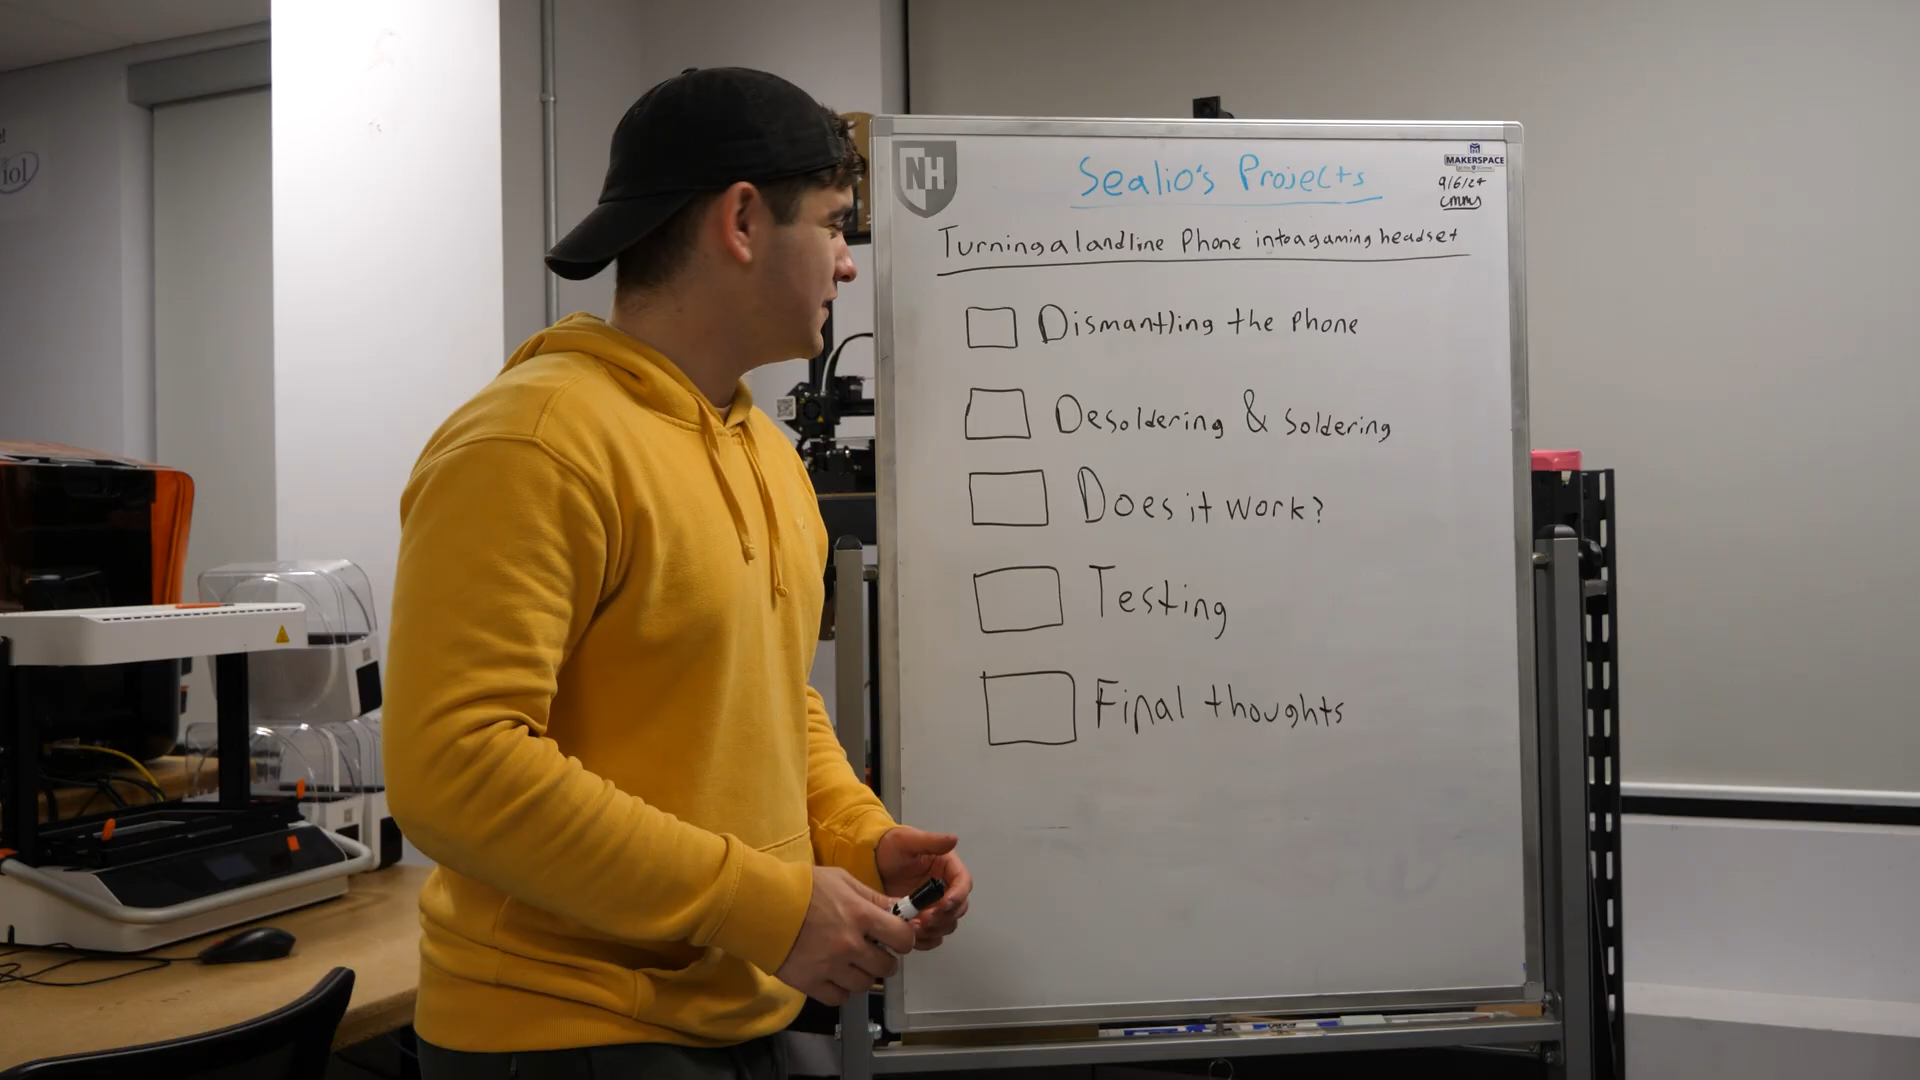 iol
NH
Sealio's Projects
MAKERSPACE
9/6/24
Turning a landline Phone into a gaming headset
Dismantling the phone
Desoldering & Soldering
Does it work?
Testing
Final thoughts